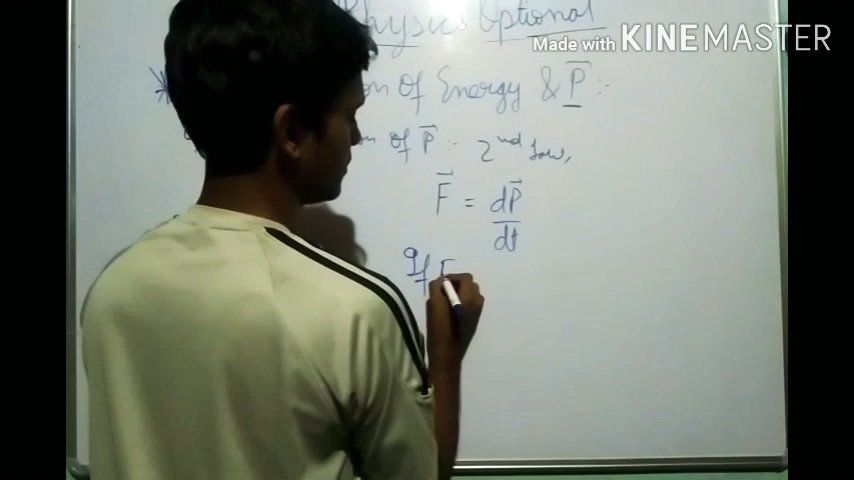 Physics Optional
Made with KINEMASTER
of Energy & P⃗ :-
of P⃗ :- 2nd law,
F⃗ = dP⃗
dt
If F